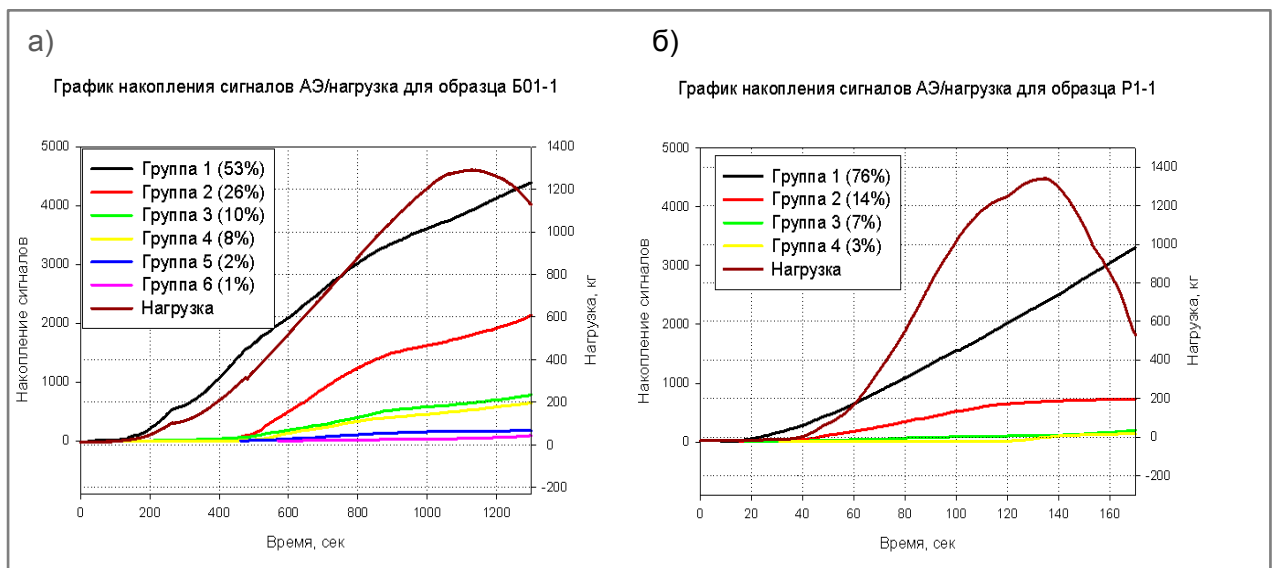 а)
График накопления сигналов АЭ/нагрузка для образца Б01-1
Накопление сигналов
5000
4000
3000
2000
1000
0
Группа 1 (53%)
Группа 2 (26%)
Группа 3 (10%)
Группа 4 (8%)
Группа 5 (2%)
Группа 6 (1%)
Нагрузка
1400
1200
1000
800
600
400
200
0
-200
Нагрузка, кг
0 200 400 600 800 1000 1200
Время, сек
б)
График накопления сигналов АЭ/нагрузка для образца Р1-1
Накопление сигналов
5000
4000
3000
2000
1000
0
Группа 1 (76%)
Группа 2 (14%)
Группа 3 (7%)
Группа 4 (3%)
Нагрузка
1400
1200
1000
800
600
400
200
0
-200
Нагрузка, кг
0 20 40 60 80 100 120 140 160
Время, сек